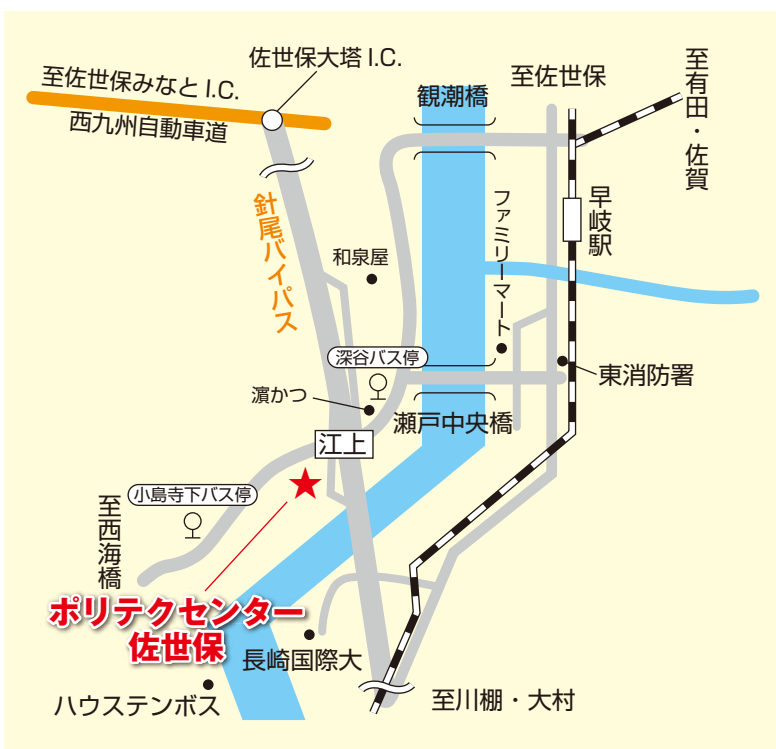 佐世保大塔 I.C.
至佐世保みなと I.C.
西九州自動車道
観潮橋
至佐世保
至有田・佐賀
針尾バイパス
和泉屋
ファミリーマート
早岐駅
深谷バス停
濵かつ
瀬戸中央橋
東消防署
江上
小島寺下バス停
至西海橋
ポリテクセンター
佐世保
長崎国際大
ハウステンボス
至川棚・大村